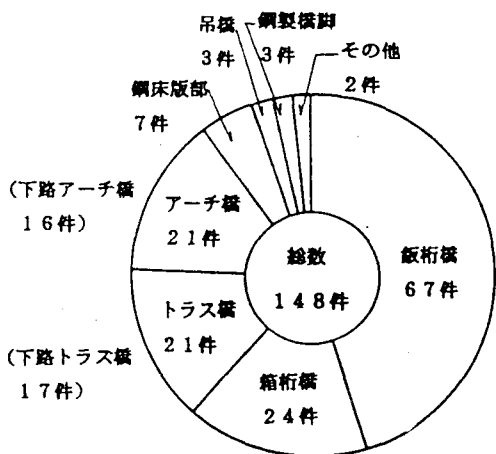 吊橋
3件
鋼製橋脚
3件
その他
2件
鋼床版部
7件
(下路アーチ橋
16件)
アーチ橋
21件
総数
148件
鈑桁橋
67件
トラス橋
21件
(下路トラス橋
17件)
箱桁橋
24件